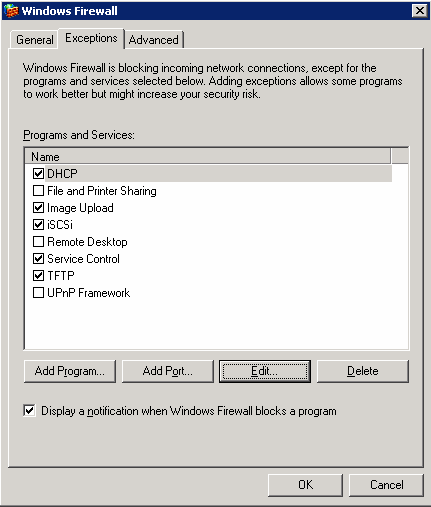 Windows Firewall
General Exceptions Advanced
Windows Firewall is blocking incoming network connections, except for the
programs and services selected below. Adding exceptions allows some programs
to work better but might increase your security risk.
Programs and Services:
Name
DHCP
File and Printer Sharing
Image Upload
iSCSi
Remote Desktop
Service Control
TFTP
UPnP Framework
Add Program... Add Port... Edit... Delete
Display a notification when Windows Firewall blocks a program
OK Cancel